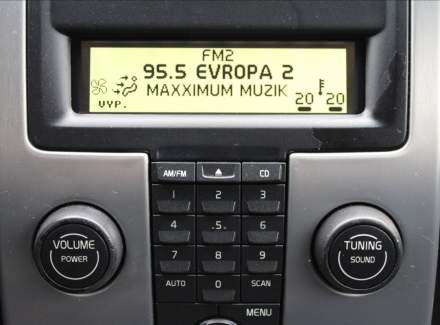 FM2
95.5 EVROPA 2
MAXXIMUM MUZIK
VYP.
20 20
AM/FM CD
1 2 3
4 .5. 6
7 8 9
AUTO 0 SCAN
MENU
VOLUME
POWER
TUNING
SOUND